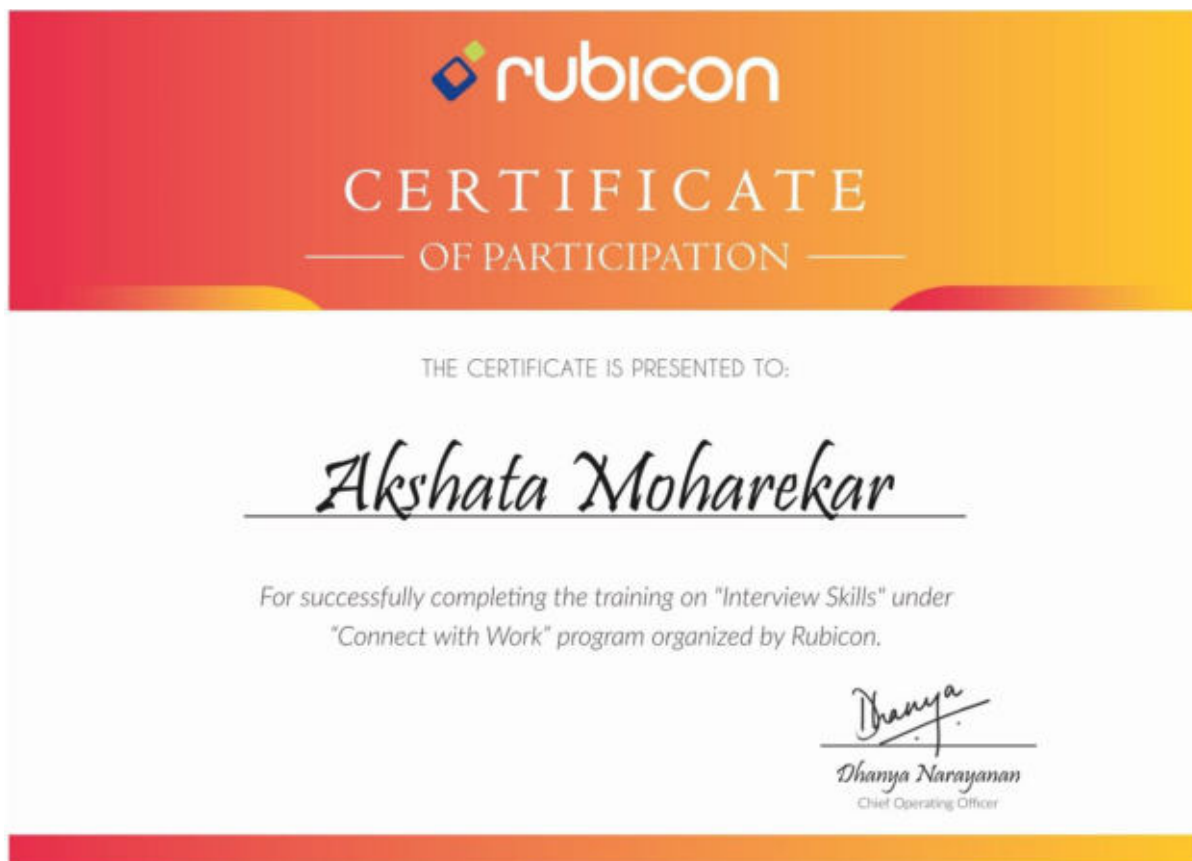 rubicon
CERTIFICATE
OF PARTICIPATION
THE CERTIFICATE IS PRESENTED TO:
Akshata Moharekar
For successfully completing the training on "Interview Skills" under
"Connect with Work" program organized by Rubicon.
Dhanya
Dhanya Narayanan
Chief Operating Officer